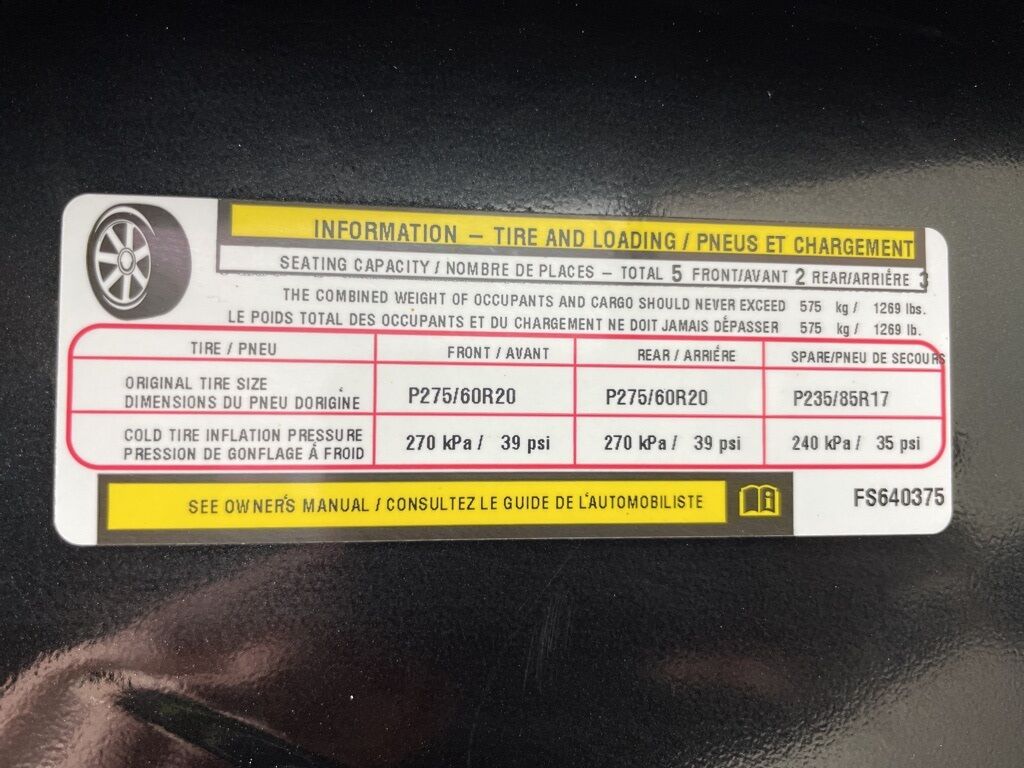 INFORMATION – TIRE AND LOADING / PNEUS ET CHARGEMENT
SEATING CAPACITY / NOMBRE DE PLACES – TOTAL 5 FRONT/AVANT 2 REAR/ARRIÉRE 3
THE COMBINED WEIGHT OF OCCUPANTS AND CARGO SHOULD NEVER EXCEED 575 kg / 1269 lbs.
LE POIDS TOTAL DES OCCUPANTS ET DU CHARGEMENT NE DOIT JAMAIS DÉPASSER 575 kg / 1269 lb.
TIRE / PNEU FRONT / AVANT REAR / ARRIÉRE SPARE/PNEU DE SECOURS
ORIGINAL TIRE SIZE
DIMENSIONS DU PNEU DORIGINE P275/60R20 P275/60R20 P235/85R17
COLD TIRE INFLATION PRESSURE
PRESSION DE GONFLAGE Á FROID 270 kPa / 39 psi 270 kPa / 39 psi 240 kPa / 35 psi
SEE OWNER'S MANUAL / CONSULTEZ LE GUIDE DE L'AUTOMOBILISTE
FS640375